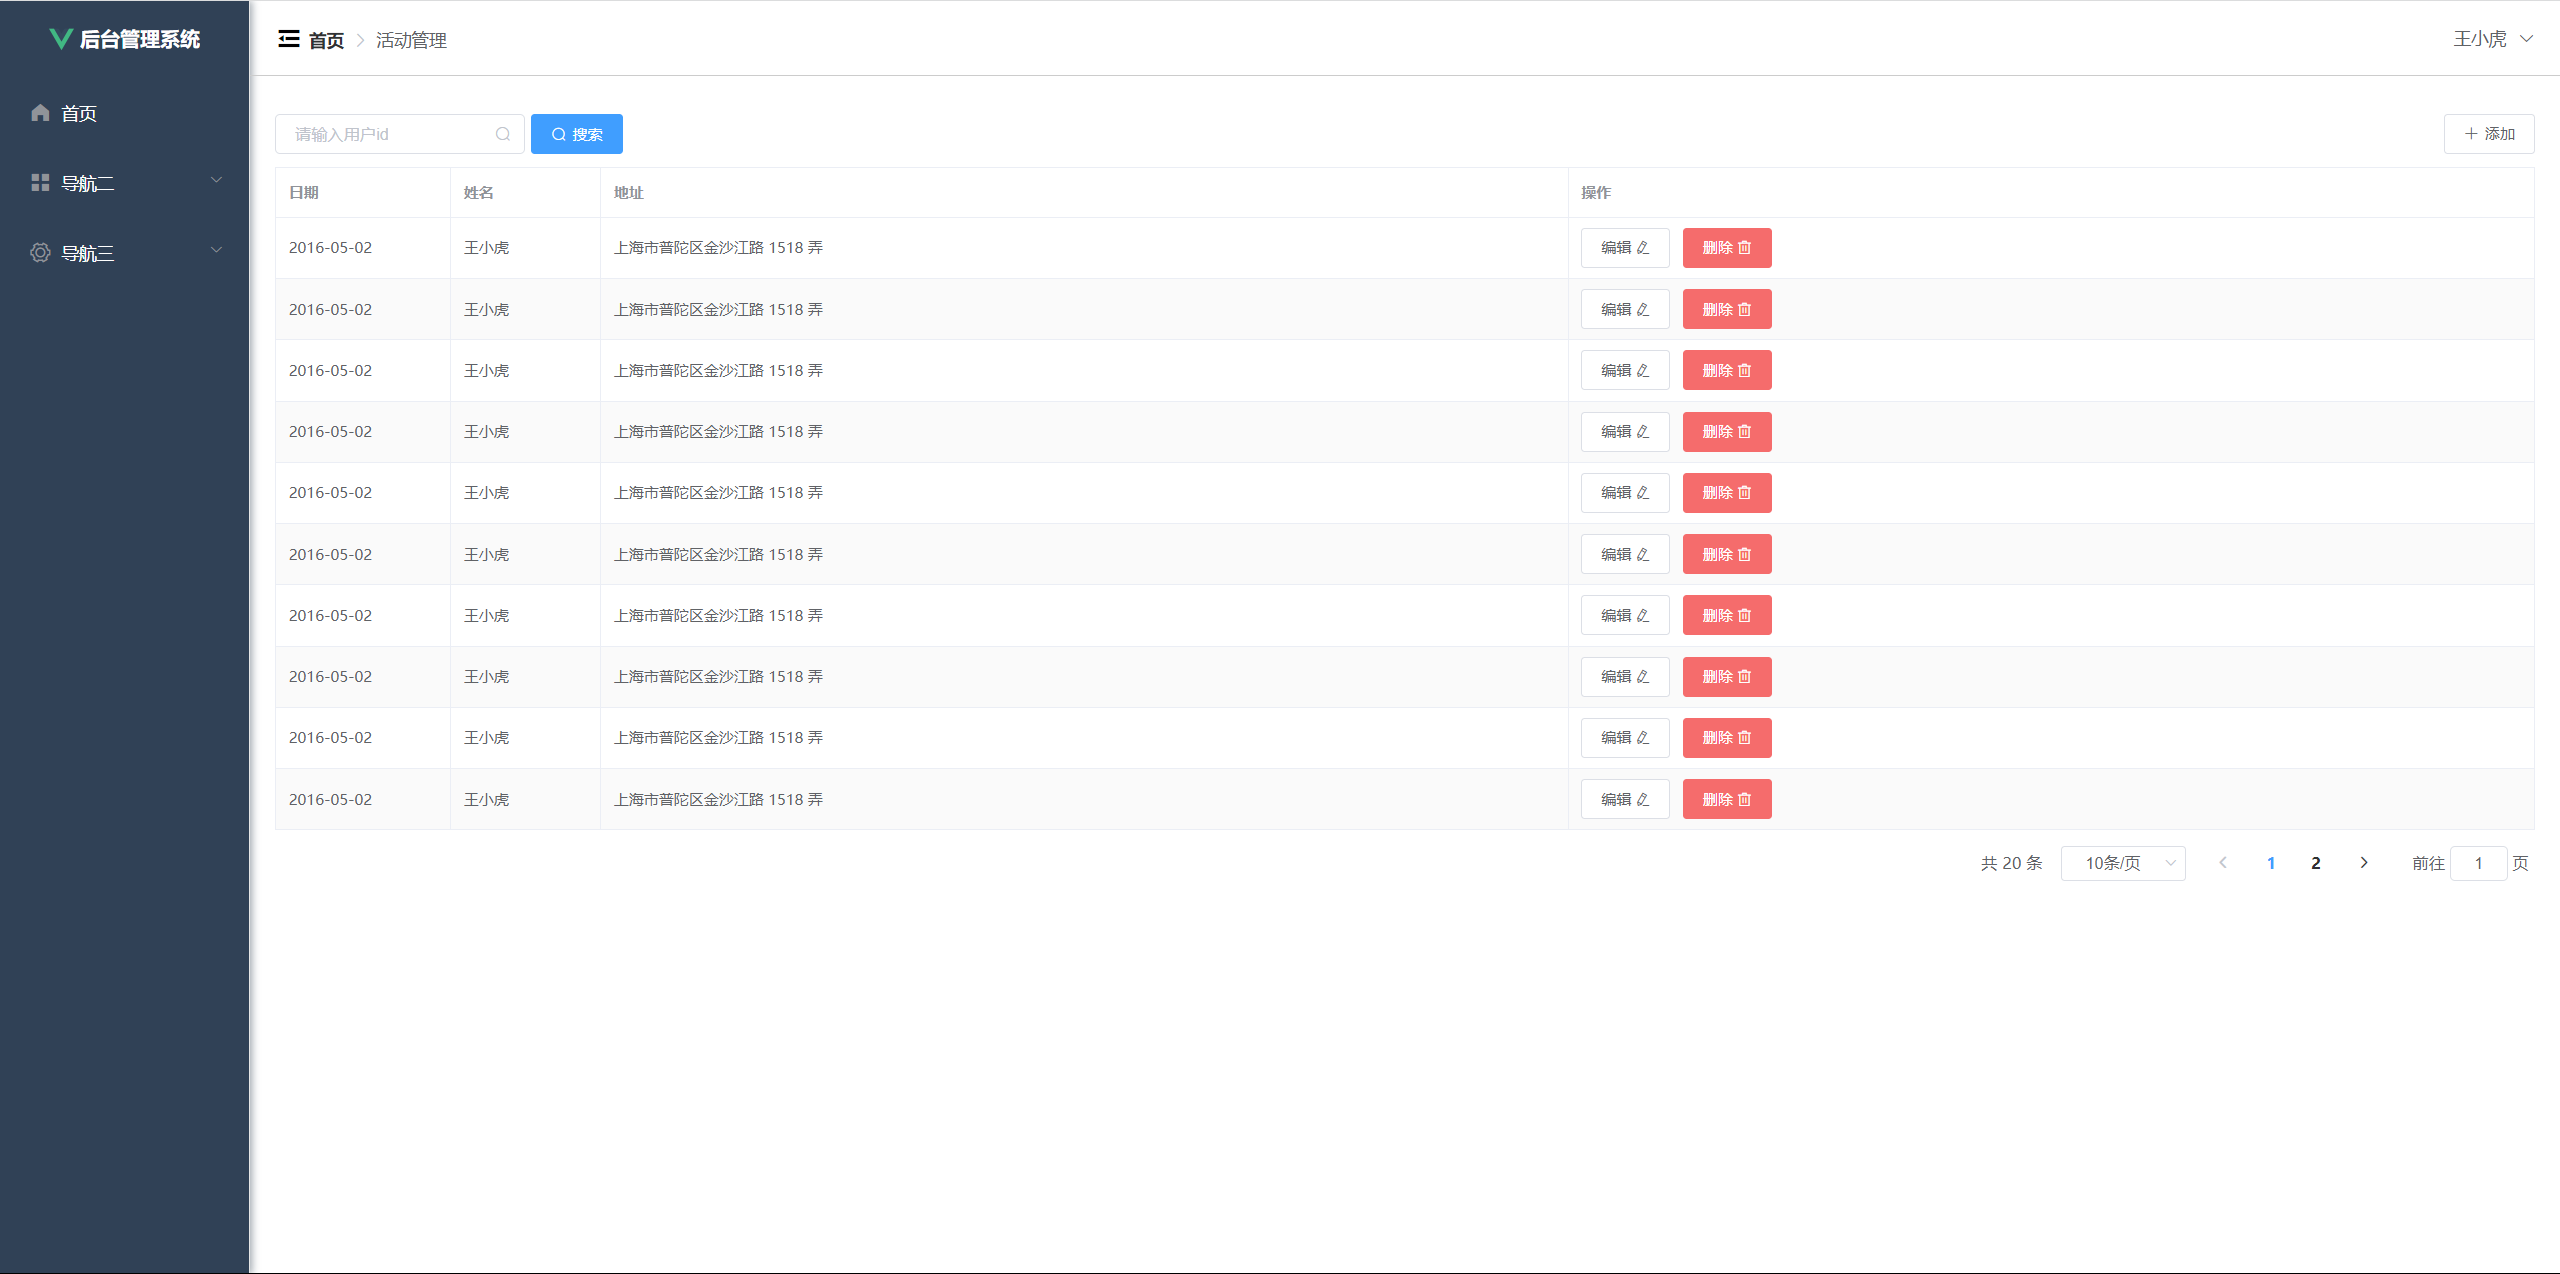 后台管理系统
首页
导航二
导航三
首页 活动管理
王小虎
请输入用户id
搜索
添加
日期 姓名 地址 操作
2016-05-02 王小虎 上海市普陀区金沙江路 1518 弄 编辑 删除
2016-05-02 王小虎 上海市普陀区金沙江路 1518 弄 编辑 删除
2016-05-02 王小虎 上海市普陀区金沙江路 1518 弄 编辑 删除
2016-05-02 王小虎 上海市普陀区金沙江路 1518 弄 编辑 删除
2016-05-02 王小虎 上海市普陀区金沙江路 1518 弄 编辑 删除
2016-05-02 王小虎 上海市普陀区金沙江路 1518 弄 编辑 删除
2016-05-02 王小虎 上海市普陀区金沙江路 1518 弄 编辑 删除
2016-05-02 王小虎 上海市普陀区金沙江路 1518 弄 编辑 删除
2016-05-02 王小虎 上海市普陀区金沙江路 1518 弄 编辑 删除
2016-05-02 王小虎 上海市普陀区金沙江路 1518 弄 编辑 删除
共 20 条 10条/页 1 2 前往 1 页